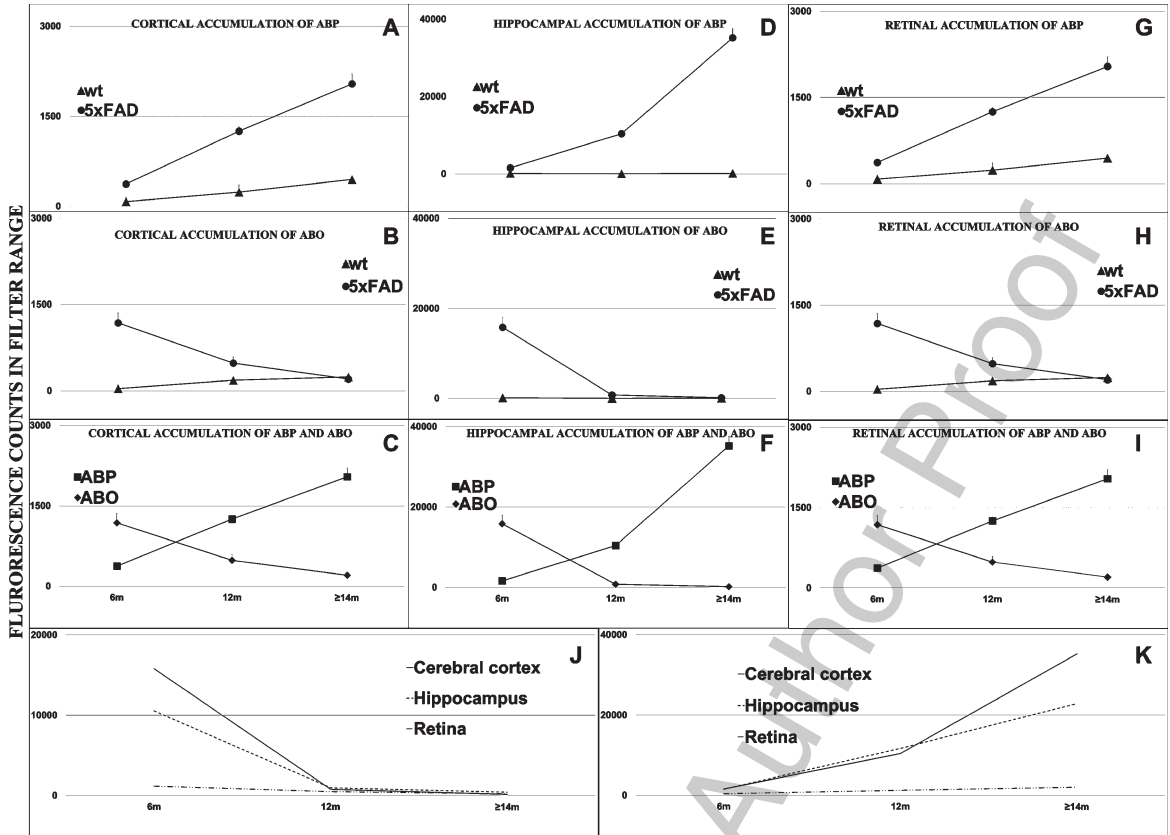 FLURORESCENCE COUNTS IN FILTER RANGE
CORTICAL ACCUMULATION OF ABP
A
3000
1500
0
wt
5xFAD
HIPPOCAMPAL ACCUMULATION OF ABP
D
40000
20000
0
wt
5xFAD
RETINAL ACCUMULATION OF ABP
G
3000
1500
0
wt
5xFAD
CORTICAL ACCUMULATION OF ABO
B
3000
1500
0
wt
5xFAD
HIPPOCAMPAL ACCUMULATION OF ABO
E
40000
20000
0
wt
5xFAD
RETINAL ACCUMULATION OF ABO
H
3000
1500
0
wt
5xFAD
CORTICAL ACCUMULATION OF ABP AND ABO
C
3000
1500
0
ABP
ABO
6m 12m ≥14m
HIPPOCAMPAL ACCUMULATION OF ABP AND ABO
F
40000
20000
0
ABP
ABO
6m 12m ≥14m
RETINAL ACCUMULATION OF ABP AND ABO
I
3000
1500
0
ABP
ABO
6m 12m ≥14m
J
20000
10000
0
Cerebral cortex
Hippocampus
Retina
6m 12m ≥14m
K
40000
20000
0
Cerebral cortex
Hippocampus
Retina
6m 12m ≥14m
Author Proof